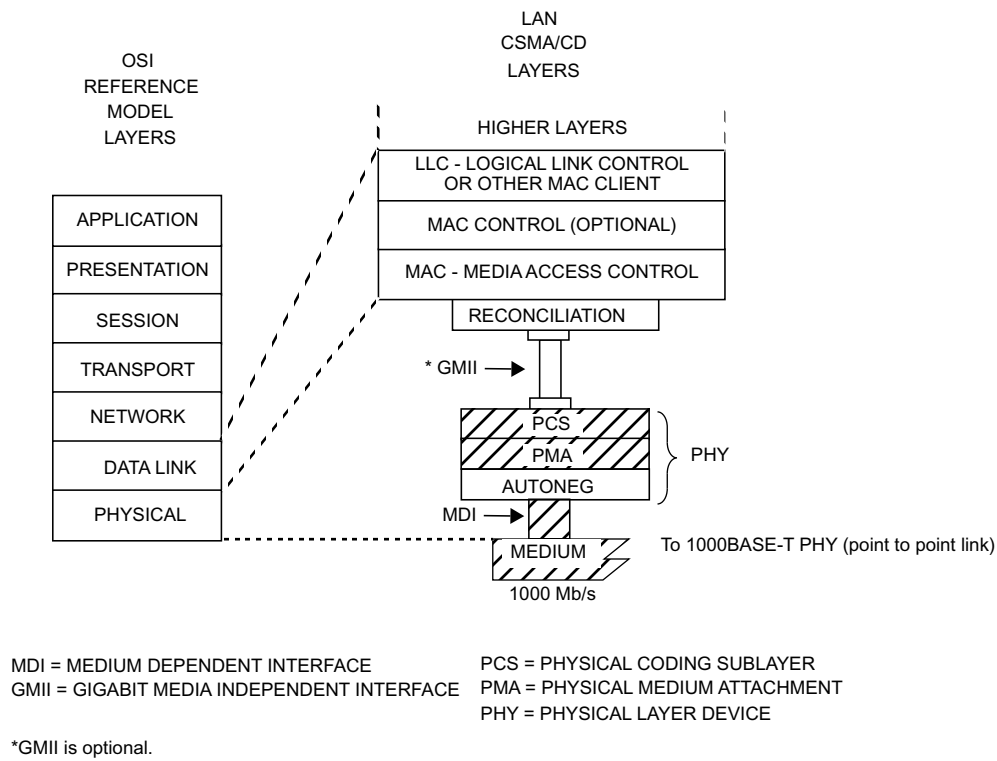 OSI
REFERENCE
MODEL
LAYERS
APPLICATION
PRESENTATION
SESSION
TRANSPORT
NETWORK
DATA LINK
PHYSICAL
LAN
CSMA/CD
LAYERS
HIGHER LAYERS
LLC - LOGICAL LINK CONTROL
OR OTHER MAC CLIENT
MAC CONTROL (OPTIONAL)
MAC - MEDIA ACCESS CONTROL
RECONCILIATION
* GMII
PCS
PMA
AUTONEG
PHY
MDI
MEDIUM
To 1000BASE-T PHY (point to point link)
1000 Mb/s
MDI = MEDIUM DEPENDENT INTERFACE
GMII = GIGABIT MEDIA INDEPENDENT INTERFACE
PCS = PHYSICAL CODING SUBLAYER
PMA = PHYSICAL MEDIUM ATTACHMENT
PHY = PHYSICAL LAYER DEVICE
*GMII is optional.